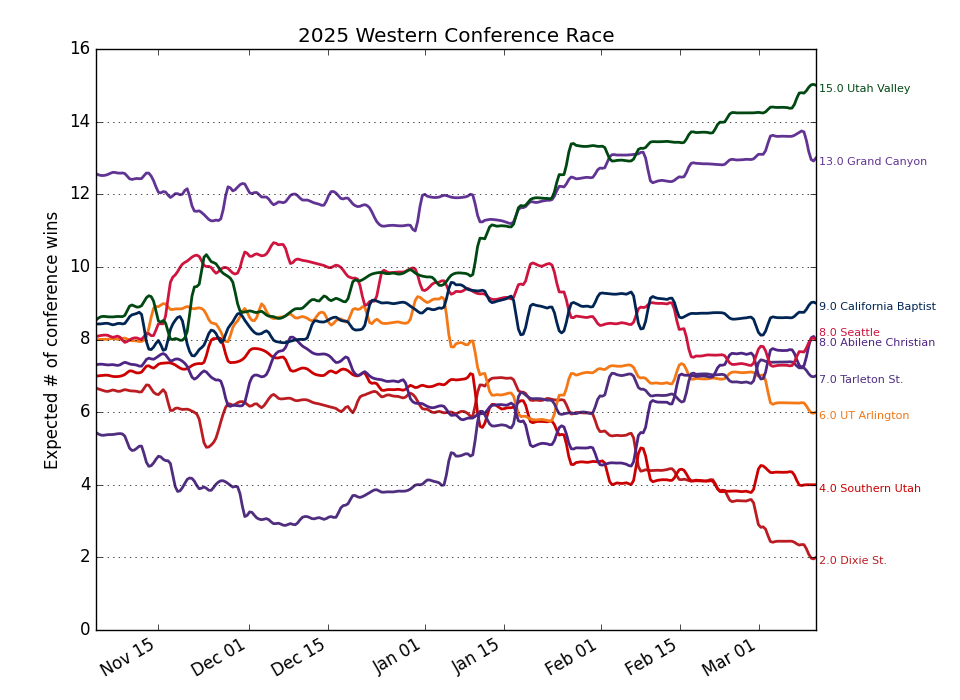 2025 Western Conference Race
Expected # of conference wins
16
14
12
10
8
6
4
2
0
Nov 15
Dec 01
Dec 15
Jan 01
Jan 15
Feb 01
Feb 15
Mar 01
15.0 Utah Valley
13.0 Grand Canyon
9.0 California Baptist
8.0 Seattle
8.0 Abilene Christian
7.0 Tarleton St.
6.0 UT Arlington
4.0 Southern Utah
2.0 Dixie St.